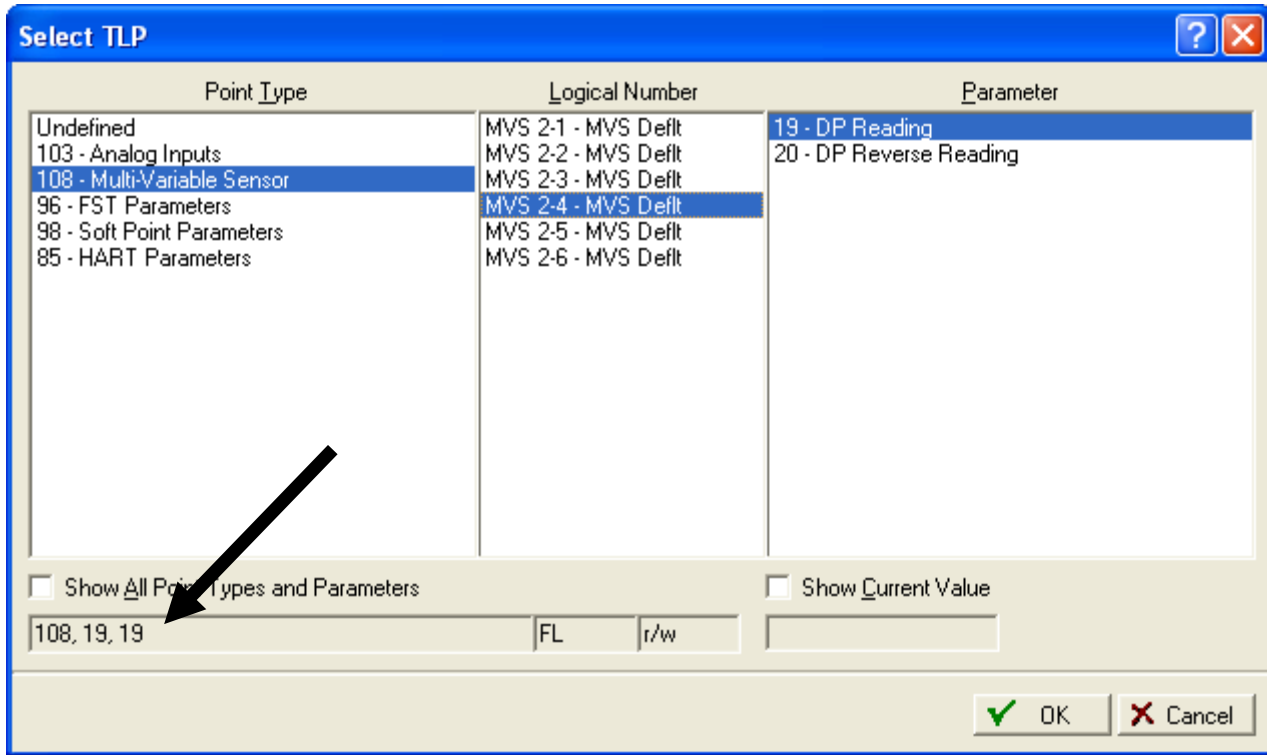 Select TLP
Point Type
Logical Number
Parameter
Undefined
103 - Analog Inputs
108 - Multi-Variable Sensor
96 - FST Parameters
98 - Soft Point Parameters
85 - HART Parameters
MVS 2-1 - MVS Deflt
MVS 2-2 - MVS Deflt
MVS 2-3 - MVS Deflt
MVS 2-4 - MVS Deflt
MVS 2-5 - MVS Deflt
MVS 2-6 - MVS Deflt
19 - DP Reading
20 - DP Reverse Reading
Show All Point Types and Parameters
Show Current Value
108, 19, 19
FL
r/w
OK
Cancel